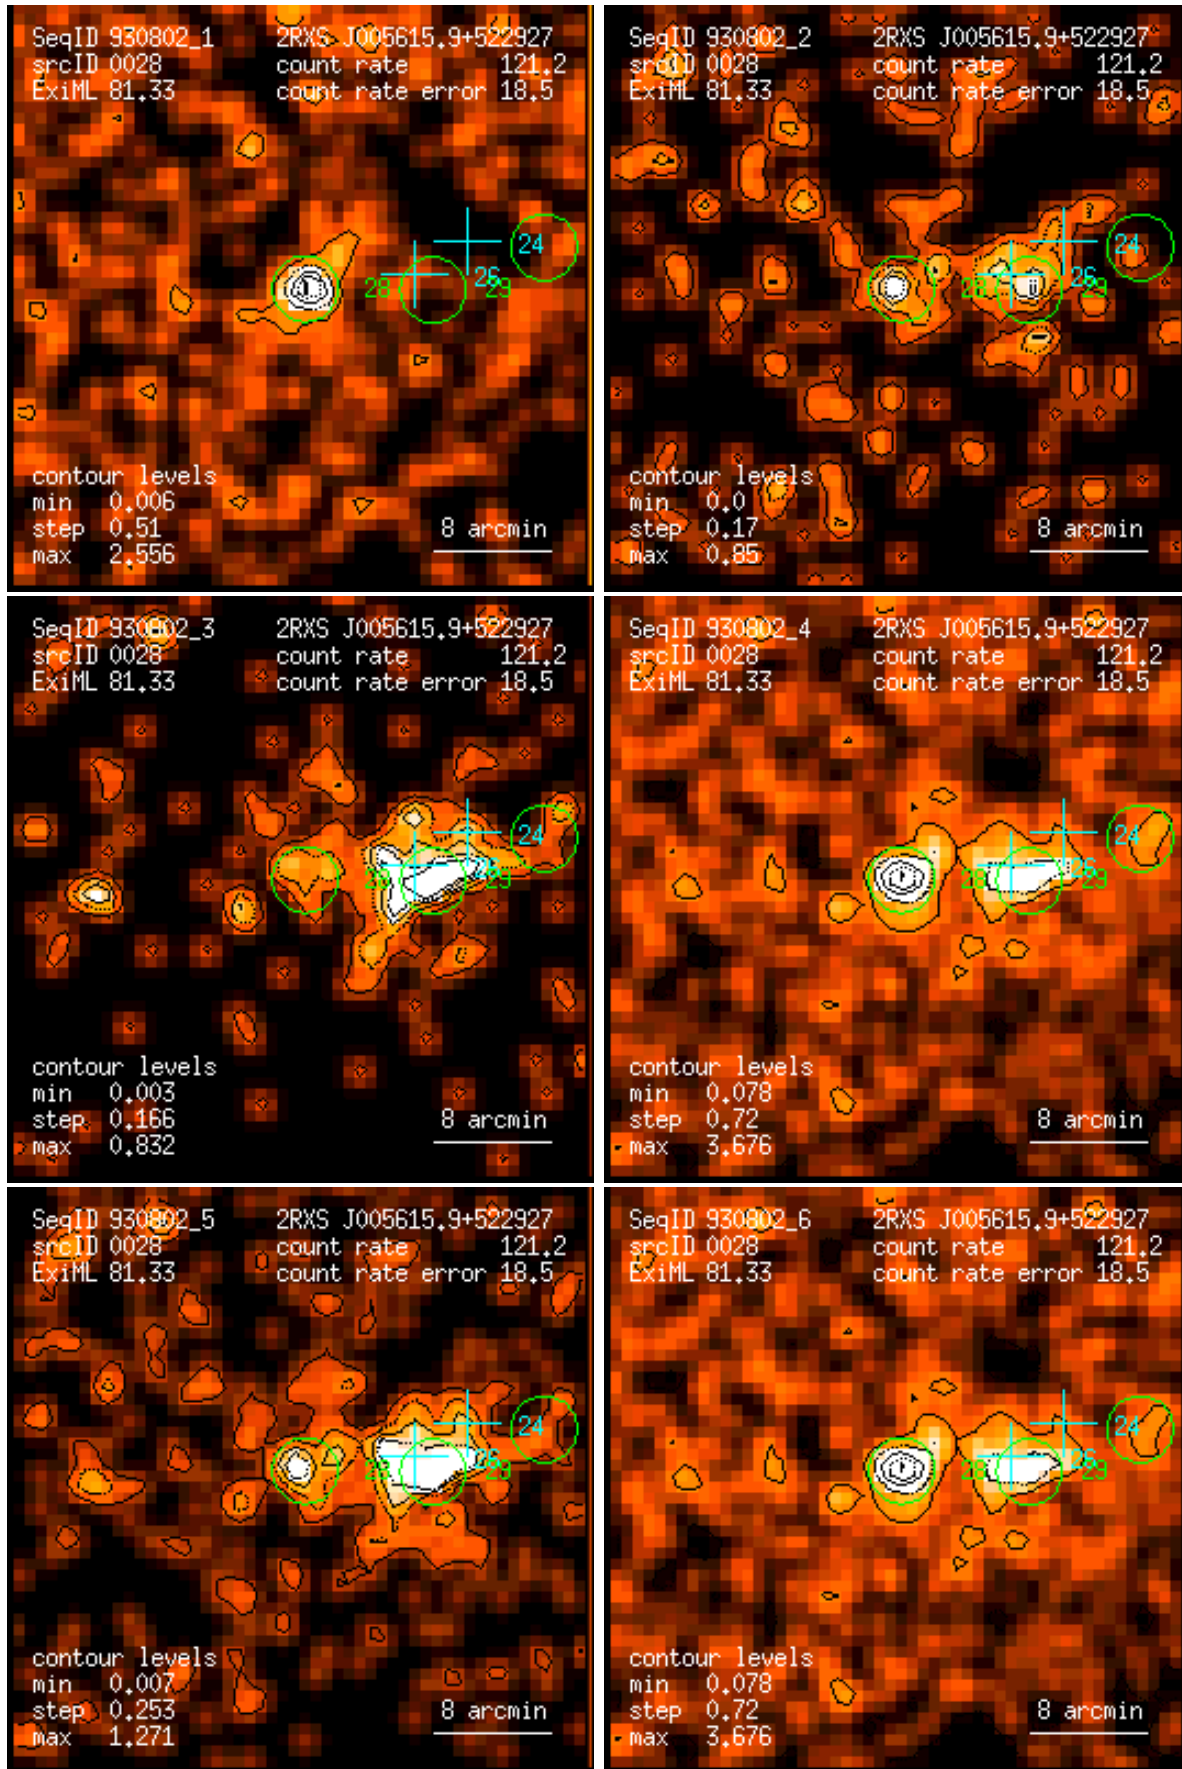 SeqID 930802_1 2RXS J005615.9+522927
srcID 0028 count rate 121.2
ExiML 81.33 count rate error 18.5
24
28 26 29
contour levels
min 0.006
step 0.51 8 arcmin
max 2.556
SeqID 930802_2 2RXS J005615.9+522927
srcID 0028 count rate 121.2
ExiML 81.33 count rate error 18.5
24
28 26 29
contour levels
min 0.0
step 0.17 8 arcmin
max 0.85
SeqID 930802_3 2RXS J005615.9+522927
srcID 0028 count rate 121.2
ExiML 81.33 count rate error 18.5
24
28 26 29
contour levels
min 0.003
step 0.166 8 arcmin
max 0.832
SeqID 930802_4 2RXS J005615.9+522927
srcID 0028 count rate 121.2
ExiML 81.33 count rate error 18.5
24
28 26 29
contour levels
min 0.078
step 0.72 8 arcmin
max 3.676
SeqID 930802_5 2RXS J005615.9+522927
srcID 0028 count rate 121.2
ExiML 81.33 count rate error 18.5
24
28 26 29
contour levels
min 0.007
step 0.253 8 arcmin
max 1.271
SeqID 930802_6 2RXS J005615.9+522927
srcID 0028 count rate 121.2
ExiML 81.33 count rate error 18.5
24
28 26 29
contour levels
min 0.078
step 0.72 8 arcmin
max 3.676